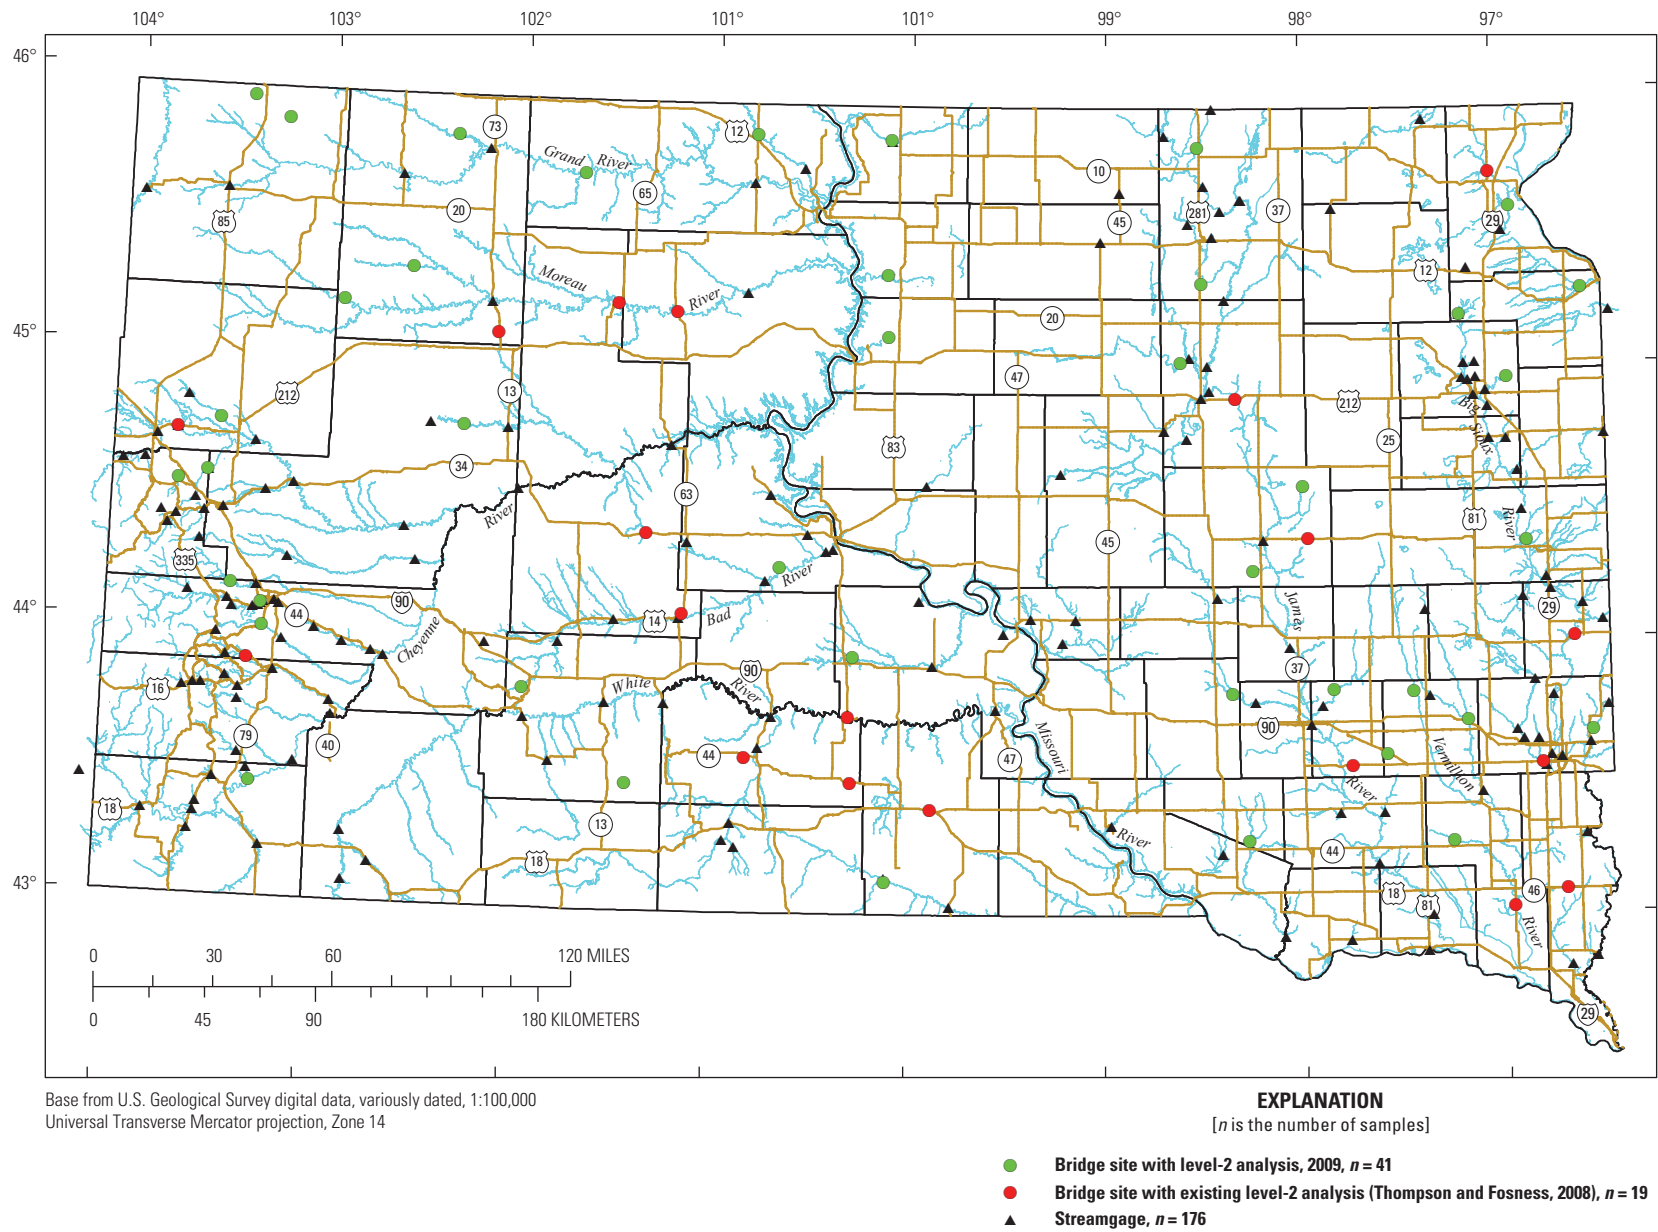 104° 103° 102° 101° 101° 99° 98° 97°
46°
45°
44°
43°
73
12
Grand River
10
65
85
20
45
281
37
29
12
Moreau River
20
212
13
47
212
Big Sioux River
25
83
34
63
River
81
45
335
River
90
44
14
Bad
James
29
Cheyenne
37
90
16
White River
79
40
44
47
Missouri
90
Vermillion
River
18
13
River
44
18
18
81
46
River
29
0 30 60 120 MILES
0 45 90 180 KILOMETERS
Base from U.S. Geological Survey digital data, variously dated, 1:100,000
Universal Transverse Mercator projection, Zone 14
EXPLANATION
[n is the number of samples]
Bridge site with level-2 analysis, 2009, n = 41
Bridge site with existing level-2 analysis (Thompson and Fosness, 2008), n = 19
Streamgage, n = 176